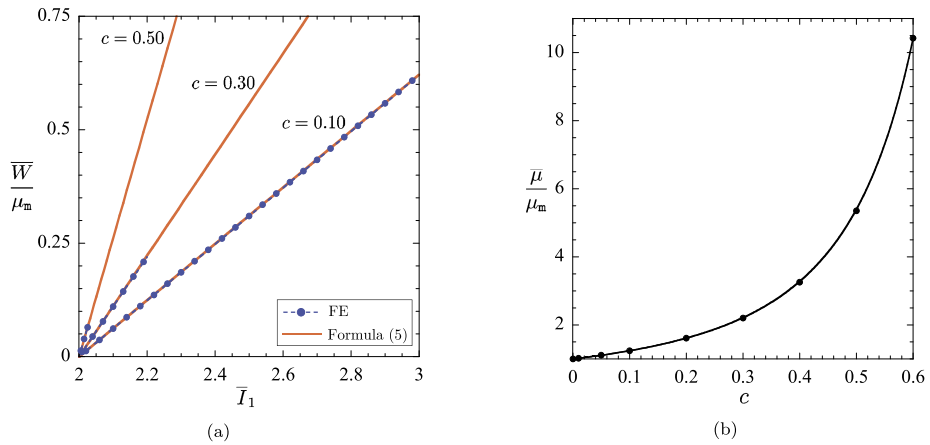 0.75
c = 0.50
c = 0.30
0.5
c = 0.10
W̅
μₘ
0.25
FE
Formula (5)
0
2
2.2
2.4
2.6
2.8
3
I̅₁
(a)
10
8
μ̅
μₘ
6
4
2
0
0.1
0.2
0.3
0.4
0.5
0.6
c
(b)